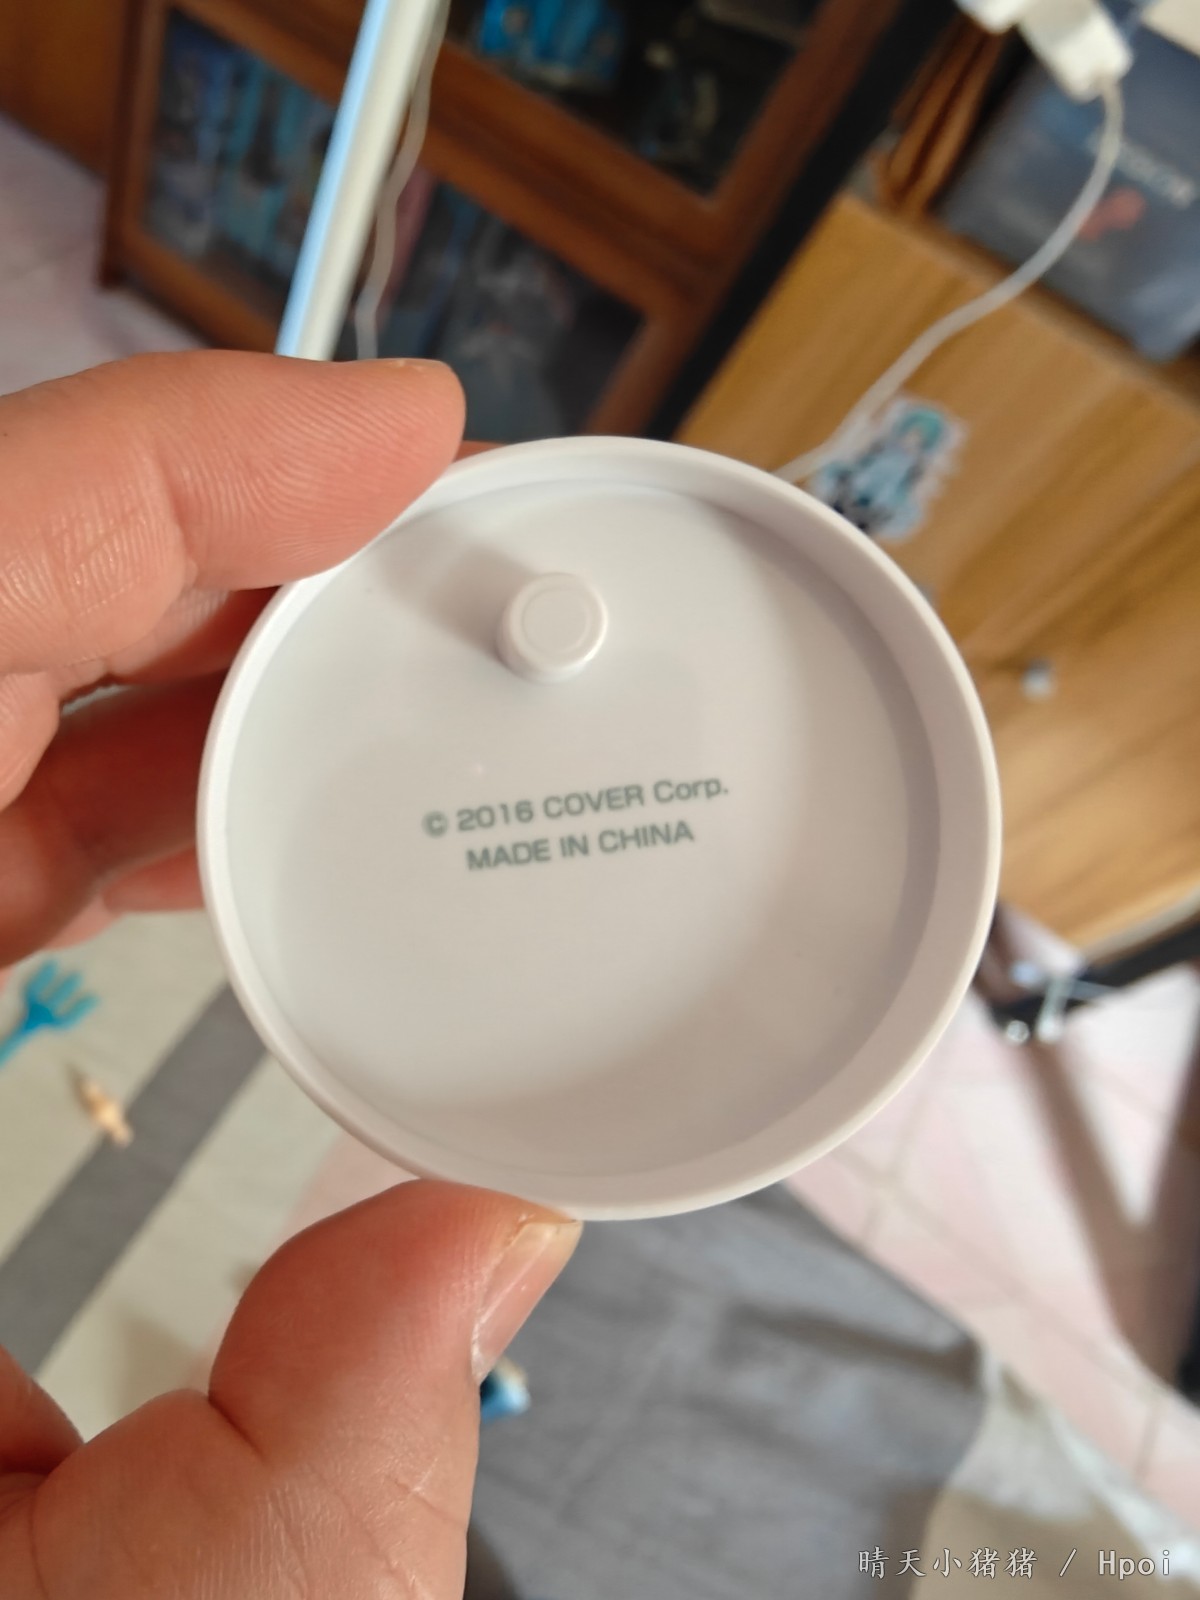 © 2016 COVER Corp.
MADE IN CHINA
晴天小猪猪 / Hpoi